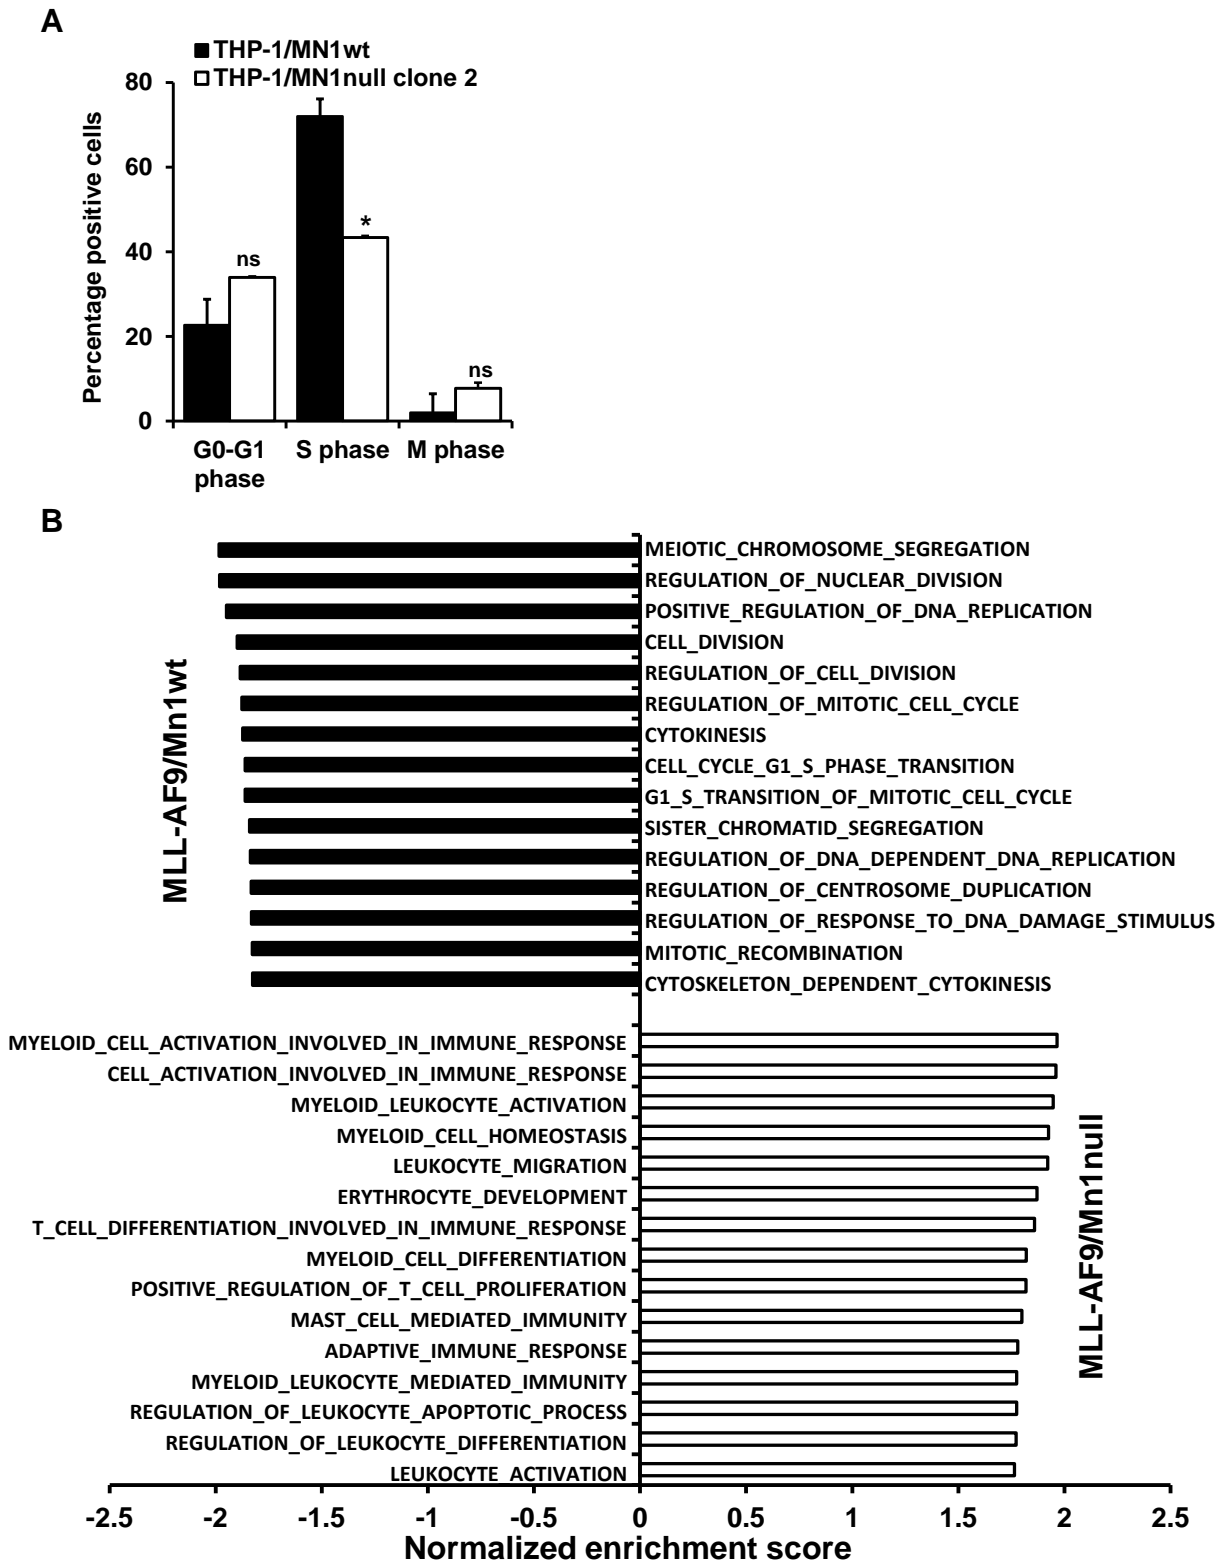 A
THP-1/MN1wt
THP-1/MN1null clone 2
80
60
40
20
0
Percentage positive cells
ns
*
ns
G0-G1 phase
S phase
M phase
B
MLL-AF9/Mn1wt
MEIOTIC_CHROMOSOME_SEGREGATION
REGULATION_OF_NUCLEAR_DIVISION
POSITIVE_REGULATION_OF_DNA_REPLICATION
CELL_DIVISION
REGULATION_OF_CELL_DIVISION
REGULATION_OF_MITOTIC_CELL_CYCLE
CYTOKINESIS
CELL_CYCLE_G1_S_PHASE_TRANSITION
G1_S_TRANSITION_OF_MITOTIC_CELL_CYCLE
SISTER_CHROMATID_SEGREGATION
REGULATION_OF_DNA_DEPENDENT_DNA_REPLICATION
REGULATION_OF_CENTROSOME_DUPLICATION
REGULATION_OF_RESPONSE_TO_DNA_DAMAGE_STIMULUS
MITOTIC_RECOMBINATION
CYTOSKELETON_DEPENDENT_CYTOKINESIS
MYELOID_CELL_ACTIVATION_INVOLVED_IN_IMMUNE_RESPONSE
CELL_ACTIVATION_INVOLVED_IN_IMMUNE_RESPONSE
MYELOID_LEUKOCYTE_ACTIVATION
MYELOID_CELL_HOMEOSTASIS
LEUKOCYTE_MIGRATION
ERYTHROCYTE_DEVELOPMENT
T_CELL_DIFFERENTIATION_INVOLVED_IN_IMMUNE_RESPONSE
MYELOID_CELL_DIFFERENTIATION
POSITIVE_REGULATION_OF_T_CELL_PROLIFERATION
MAST_CELL_MEDIATED_IMMUNITY
ADAPTIVE_IMMUNE_RESPONSE
MYELOID_LEUKOCYTE_MEDIATED_IMMUNITY
REGULATION_OF_LEUKOCYTE_APOPTOTIC_PROCESS
REGULATION_OF_LEUKOCYTE_DIFFERENTIATION
LEUKOCYTE_ACTIVATION
MLL-AF9/Mn1null
-2.5 -2 -1.5 -1 -0.5 0 0.5 1 1.5 2 2.5
Normalized enrichment score